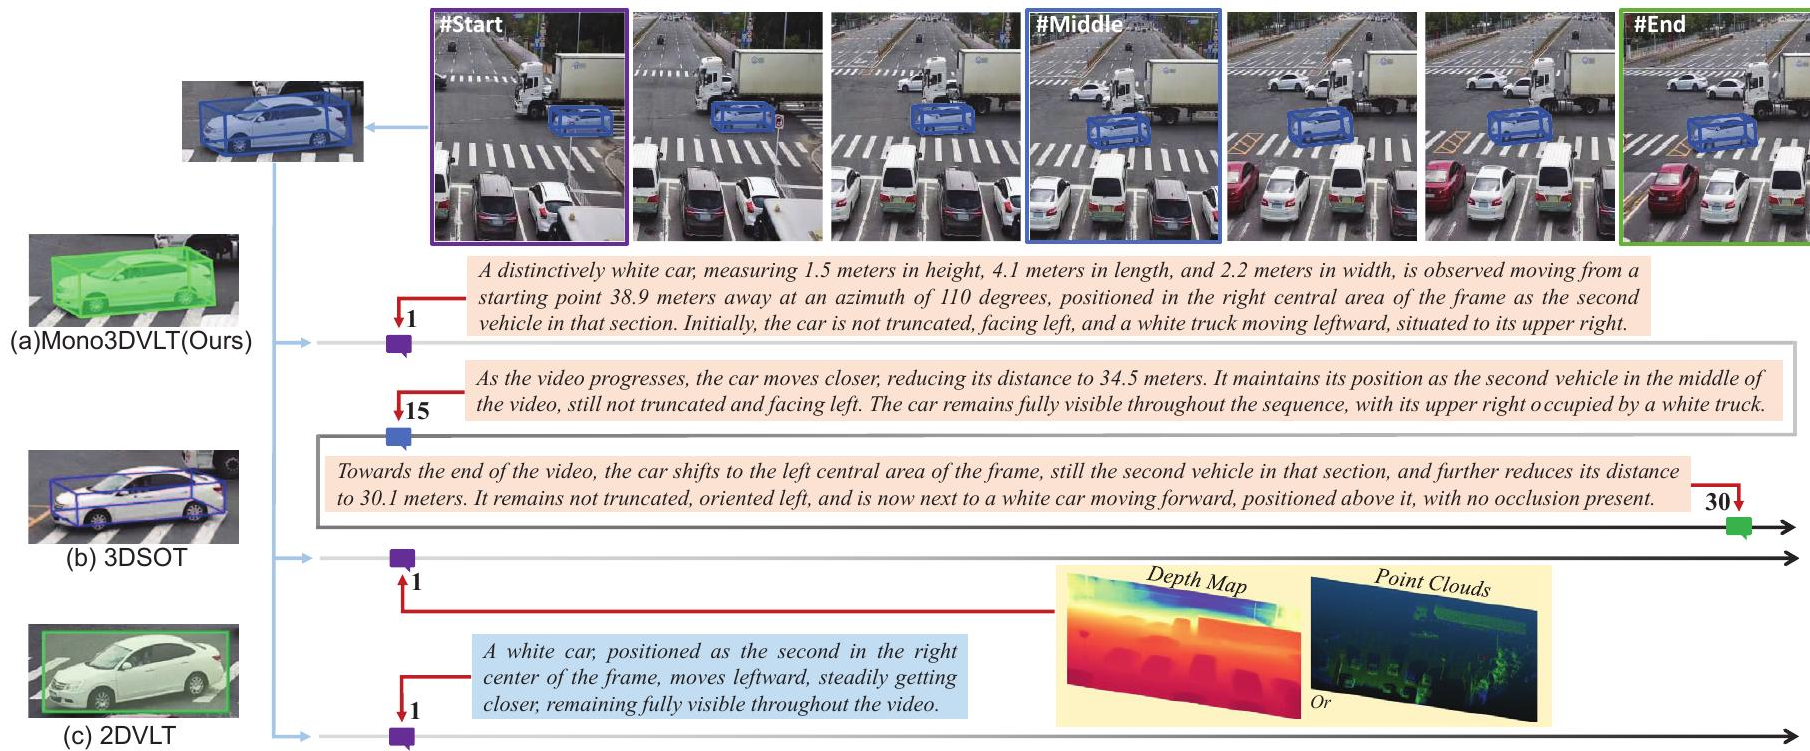 #Start
#Middle
#End
A distinctively white car, measuring 1.5 meters in height, 4.1 meters in length, and 2.2 meters in width, is observed moving from a
starting point 38.9 meters away at an azimuth of 110 degrees, positioned in the right central area of the frame as the second
vehicle in that section. Initially, the car is not truncated, facing left, and a white truck moving leftward, situated to its upper right.
1
(a)Mono3DVLT(Ours)
As the video progresses, the car moves closer, reducing its distance to 34.5 meters. It maintains its position as the second vehicle in the middle of
the video, still not truncated and facing left. The car remains fully visible throughout the sequence, with its upper right occupied by a white truck.
15
Towards the end of the video, the car shifts to the left central area of the frame, still the second vehicle in that section, and further reduces its distance
to 30.1 meters. It remains not truncated, oriented left, and is now next to a white car moving forward, positioned above it, with no occlusion present.
30
(b) 3DSOT
1
Depth Map
Point Clouds
Or
A white car, positioned as the second in the right
center of the frame, moves leftward, steadily getting
closer, remaining fully visible throughout the video.
1
(c) 2DVLT